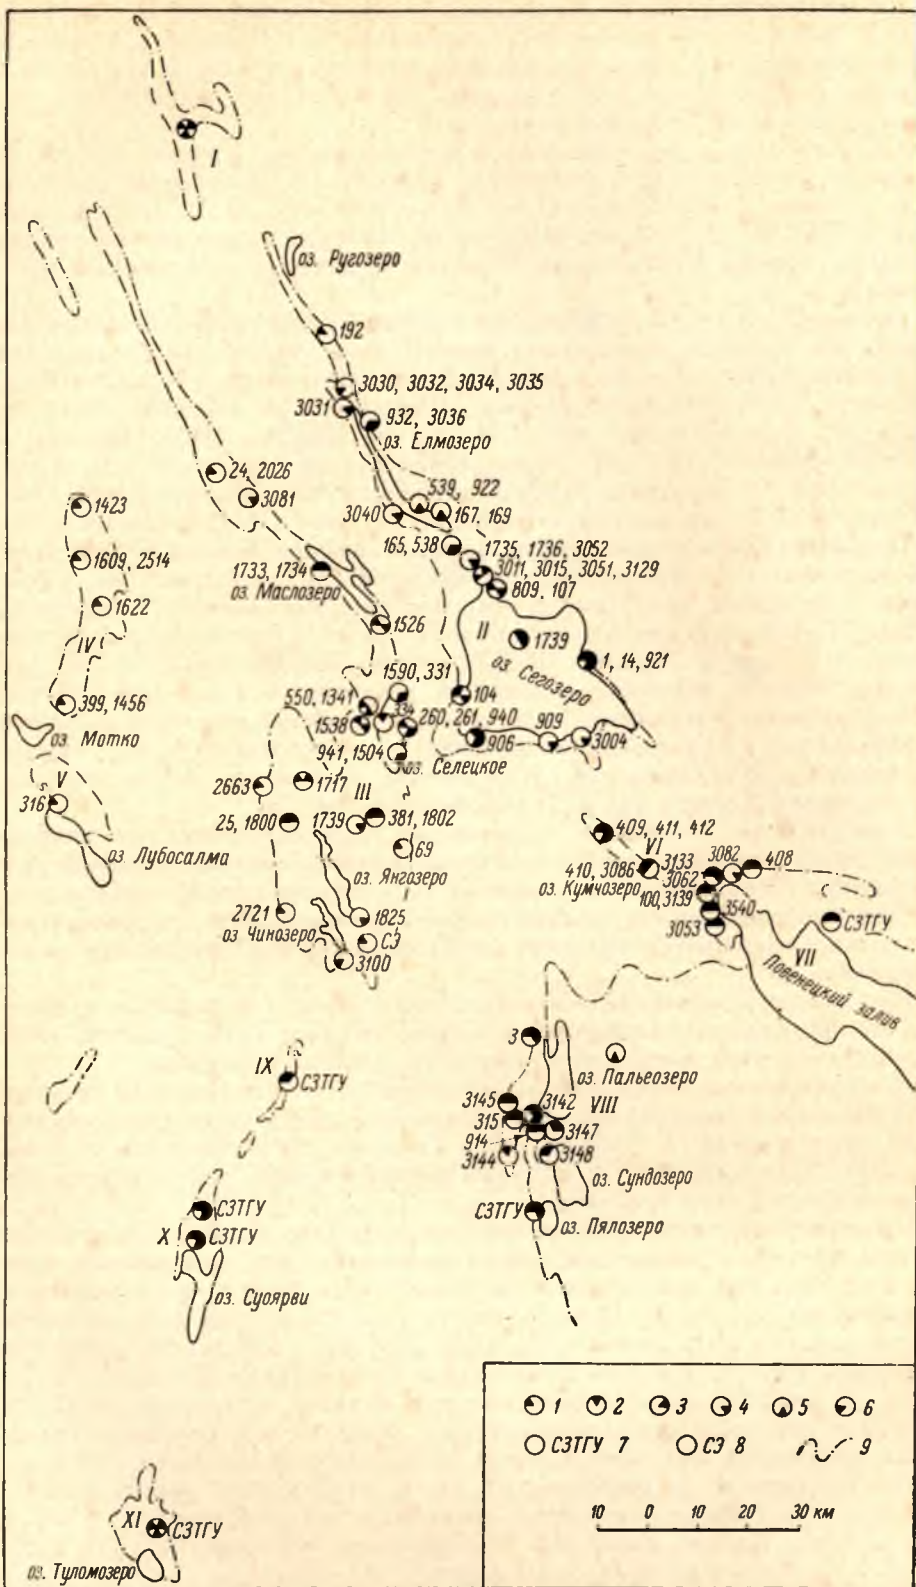 I
оз. Ругозеро
192
3030, 3032, 3034, 3035
3031
932, 3036
оз. Елмозеро
24, 2026
539, 922
1423
3081
3040
167, 169
165, 538
1735, 1736, 3052
1609, 2514
1733, 1734
3011, 3015, 3051, 3129
оз. Маслозеро
809, 107
1622
1526
II
1739
IV
оз. Сегозеро
1, 14, 921
1590, 331
399, 1456
550, 1341
104
334
оз. Мотко
1538
260, 261, 940
909
906
3004
941, 1504
оз. Селецкое
V
2663
1717
III
316
25, 1800
1739
381, 1802
409, 411, 412
VI
оз. Лубосалма
69
3133
3082
408
410, 3086
3062
оз. Янгозеро
оз. Кумчозеро
100, 3139
2721
1825
3540
СЗТГУ
оз. Чинозеро
3053
СЭ
VII
3100
Повенецкий залив
3
IX
оз. Пальеозеро
СЗТГУ
3145
3142
VIII
315
3147
914
3144
3148
оз. Сундозеро
СЗТГУ
СЗТГУ
X
СЗТГУ
оз. Пялозеро
оз. Суоярви
1 2 3 4 5 6
СЗТГУ 7 СЭ 8 9
10 0 10 20 30 км
XI
СЗТГУ
оз. Туломозеро